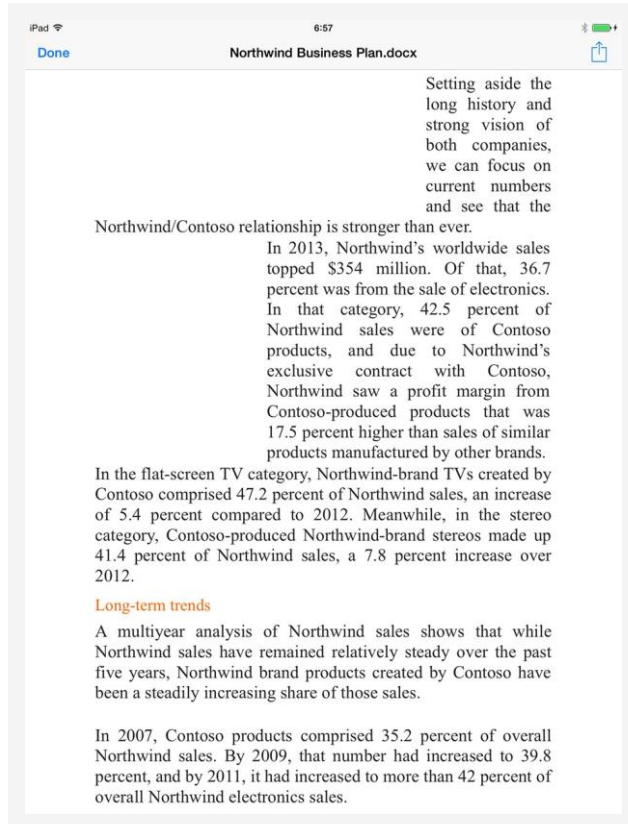 iPad 6:57
Done Northwind Business Plan.docx
Setting aside the
long history and
strong vision of
both companies,
we can focus on
current numbers
and see that the
Northwind/Contoso relationship is stronger than ever.
In 2013, Northwind’s worldwide sales
topped $354 million. Of that, 36.7
percent was from the sale of electronics.
In that category, 42.5 percent of
Northwind sales were of Contoso
products, and due to Northwind’s
exclusive contract with Contoso,
Northwind saw a profit margin from
Contoso-produced products that was
17.5 percent higher than sales of similar
products manufactured by other brands.
In the flat-screen TV category, Northwind-brand TVs created by
Contoso comprised 47.2 percent of Northwind sales, an increase
of 5.4 percent compared to 2012. Meanwhile, in the stereo
category, Contoso-produced Northwind-brand stereos made up
41.4 percent of Northwind sales, a 7.8 percent increase over
2012.
Long-term trends
A multiyear analysis of Northwind sales shows that while
Northwind sales have remained relatively steady over the past
five years, Northwind brand products created by Contoso have
been a steadily increasing share of those sales.
In 2007, Contoso products comprised 35.2 percent of overall
Northwind sales. By 2009, that number had increased to 39.8
percent, and by 2011, it had increased to more than 42 percent of
overall Northwind electronics sales.